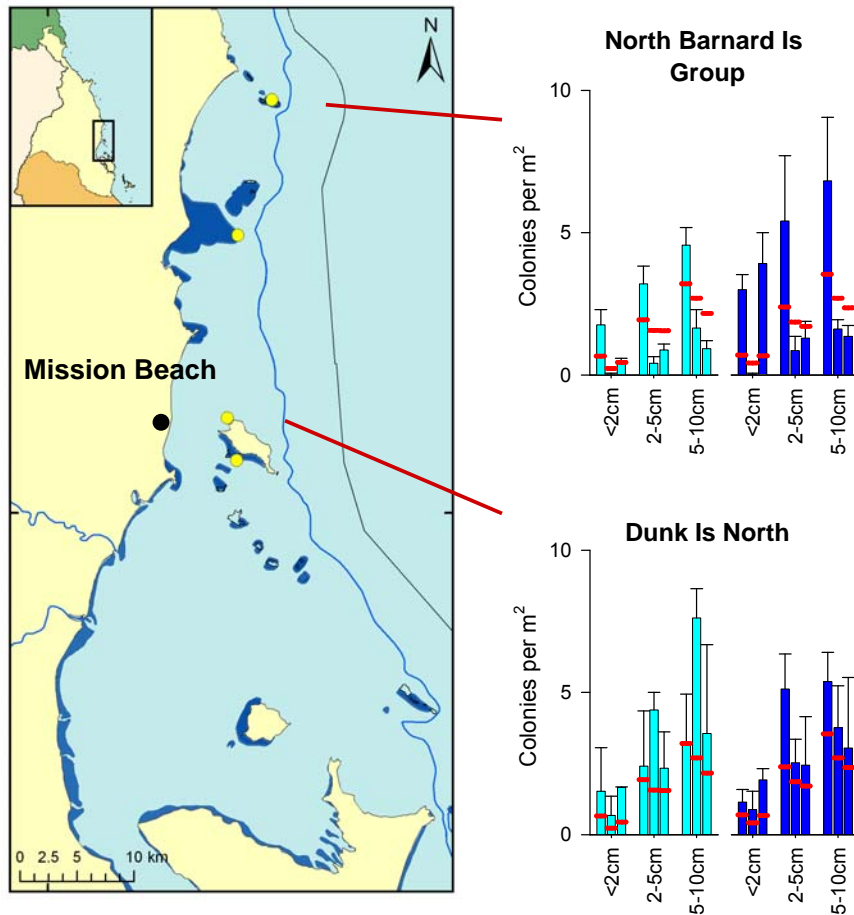 N
Mission Beach
0 2.5 5 10 km
North Barnard Is
Group
10
5
0
Colonies per m²
<2cm
2-5cm
5-10cm
<2cm
2-5cm
5-10cm
Dunk Is North
10
5
0
Colonies per m²
<2cm
2-5cm
5-10cm
<2cm
2-5cm
5-10cm